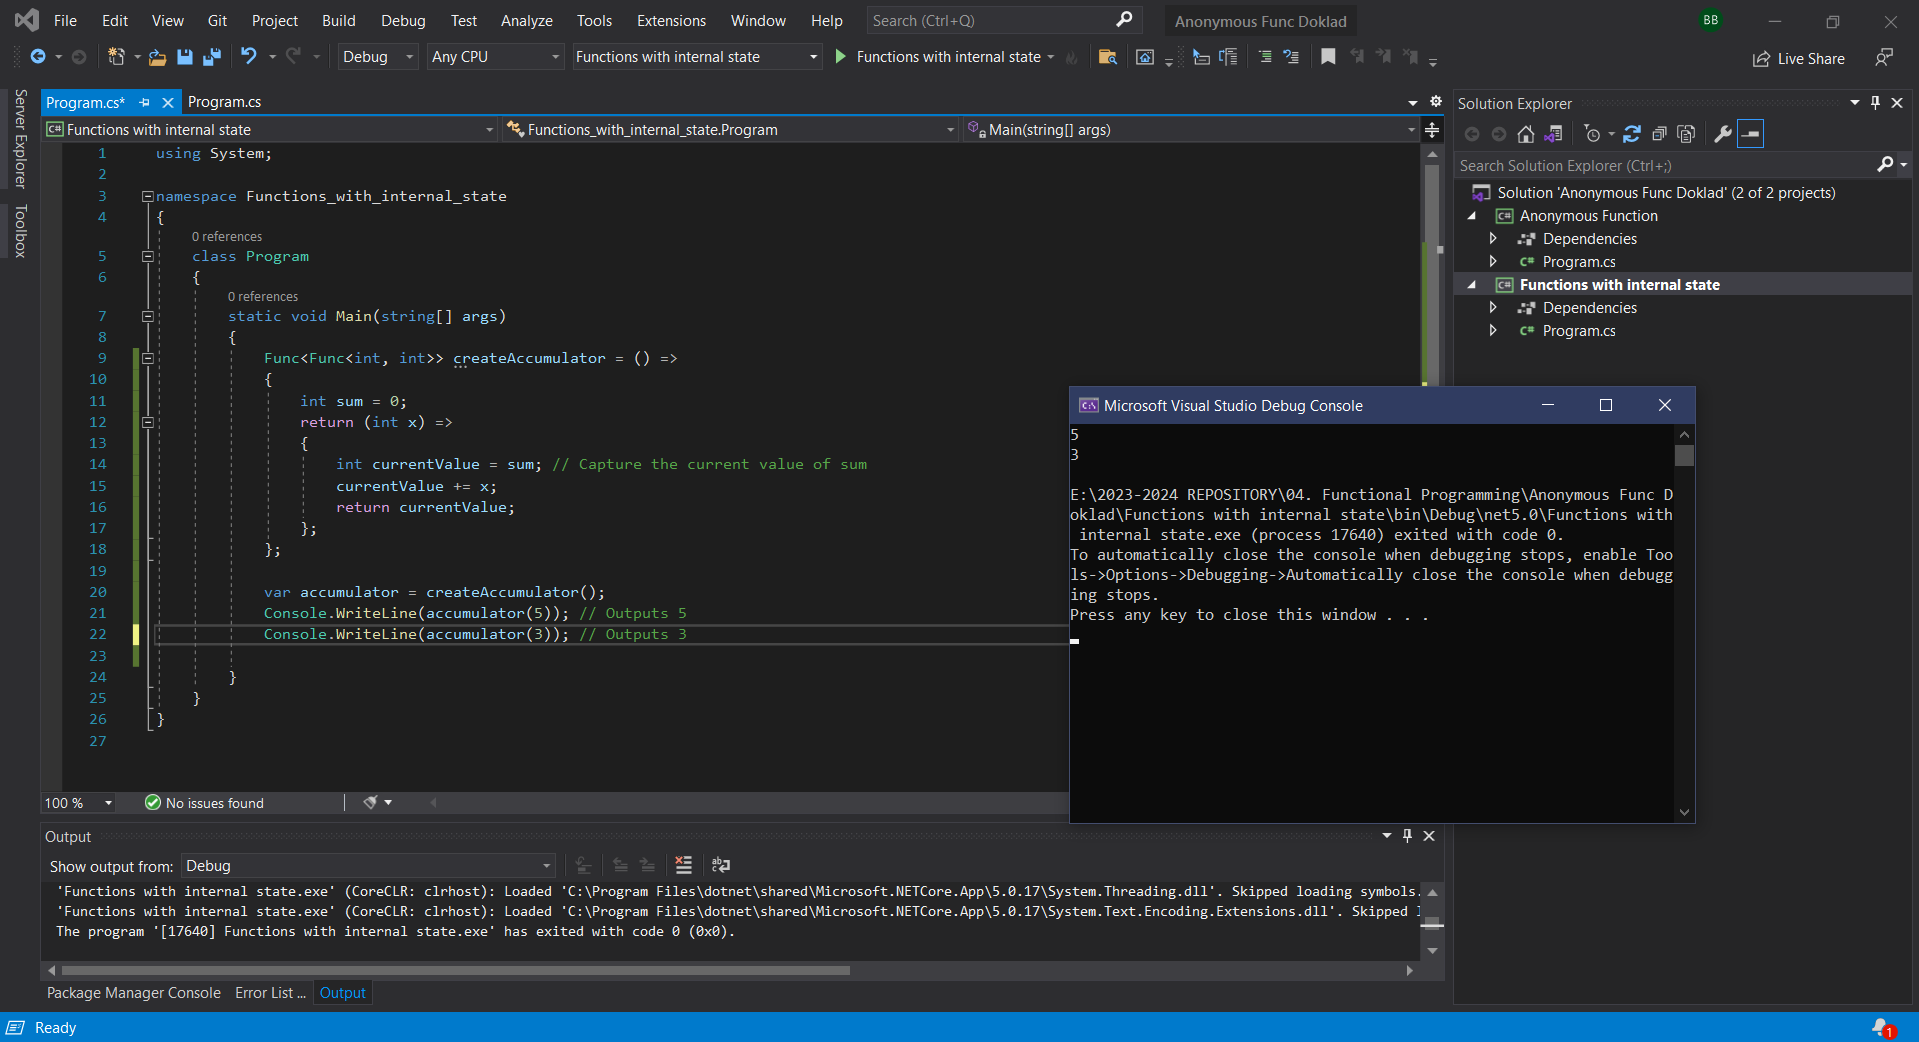 File Edit View Git Project Build Debug Test Analyze Tools Extensions Window Help Search (Ctrl+Q) Anonymous Func Doklad BB
Debug Any CPU Functions with internal state Functions with internal state Live Share
Server Explorer
Toolbox
Program.cs* Program.cs
C# Functions with internal state Functions_with_internal_state.Program Main(string[] args)
1 using System;
2
3 namespace Functions_with_internal_state
4 {
0 references
5 class Program
6 {
0 references
7 static void Main(string[] args)
8 {
9 Func<Func<int, int>> createAccumulator = () =>
10 {
11 int sum = 0;
12 return (int x) =>
13 {
14 int currentValue = sum; // Capture the current value of sum
15 currentValue += x;
16 return currentValue;
17 };
18 };
19
20 var accumulator = createAccumulator();
21 Console.WriteLine(accumulator(5)); // Outputs 5
22 Console.WriteLine(accumulator(3)); // Outputs 3
23
24 }
25 }
26 }
27
100 % No issues found
Solution Explorer
Search Solution Explorer (Ctrl+;)
Solution 'Anonymous Func Doklad' (2 of 2 projects)
C# Anonymous Function
Dependencies
C# Program.cs
C# Functions with internal state
Dependencies
C# Program.cs
C:\ Microsoft Visual Studio Debug Console
5
3
E:\2023-2024 REPOSITORY\04. Functional Programming\Anonymous Func D
oklad\Functions with internal state\bin\Debug\net5.0\Functions with
internal state.exe (process 17640) exited with code 0.
To automatically close the console when debugging stops, enable Too
ls->Options->Debugging->Automatically close the console when debugg
ing stops.
Press any key to close this window . . .
Output
Show output from: Debug
'Functions with internal state.exe' (CoreCLR: clrhost): Loaded 'C:\Program Files\dotnet\shared\Microsoft.NETCore.App\5.0.17\System.Threading.dll'. Skipped loading symbols.
'Functions with internal state.exe' (CoreCLR: clrhost): Loaded 'C:\Program Files\dotnet\shared\Microsoft.NETCore.App\5.0.17\System.Text.Encoding.Extensions.dll'. Skipped l
The program '[17640] Functions with internal state.exe' has exited with code 0 (0x0).
Package Manager Console Error List ... Output
Ready 1